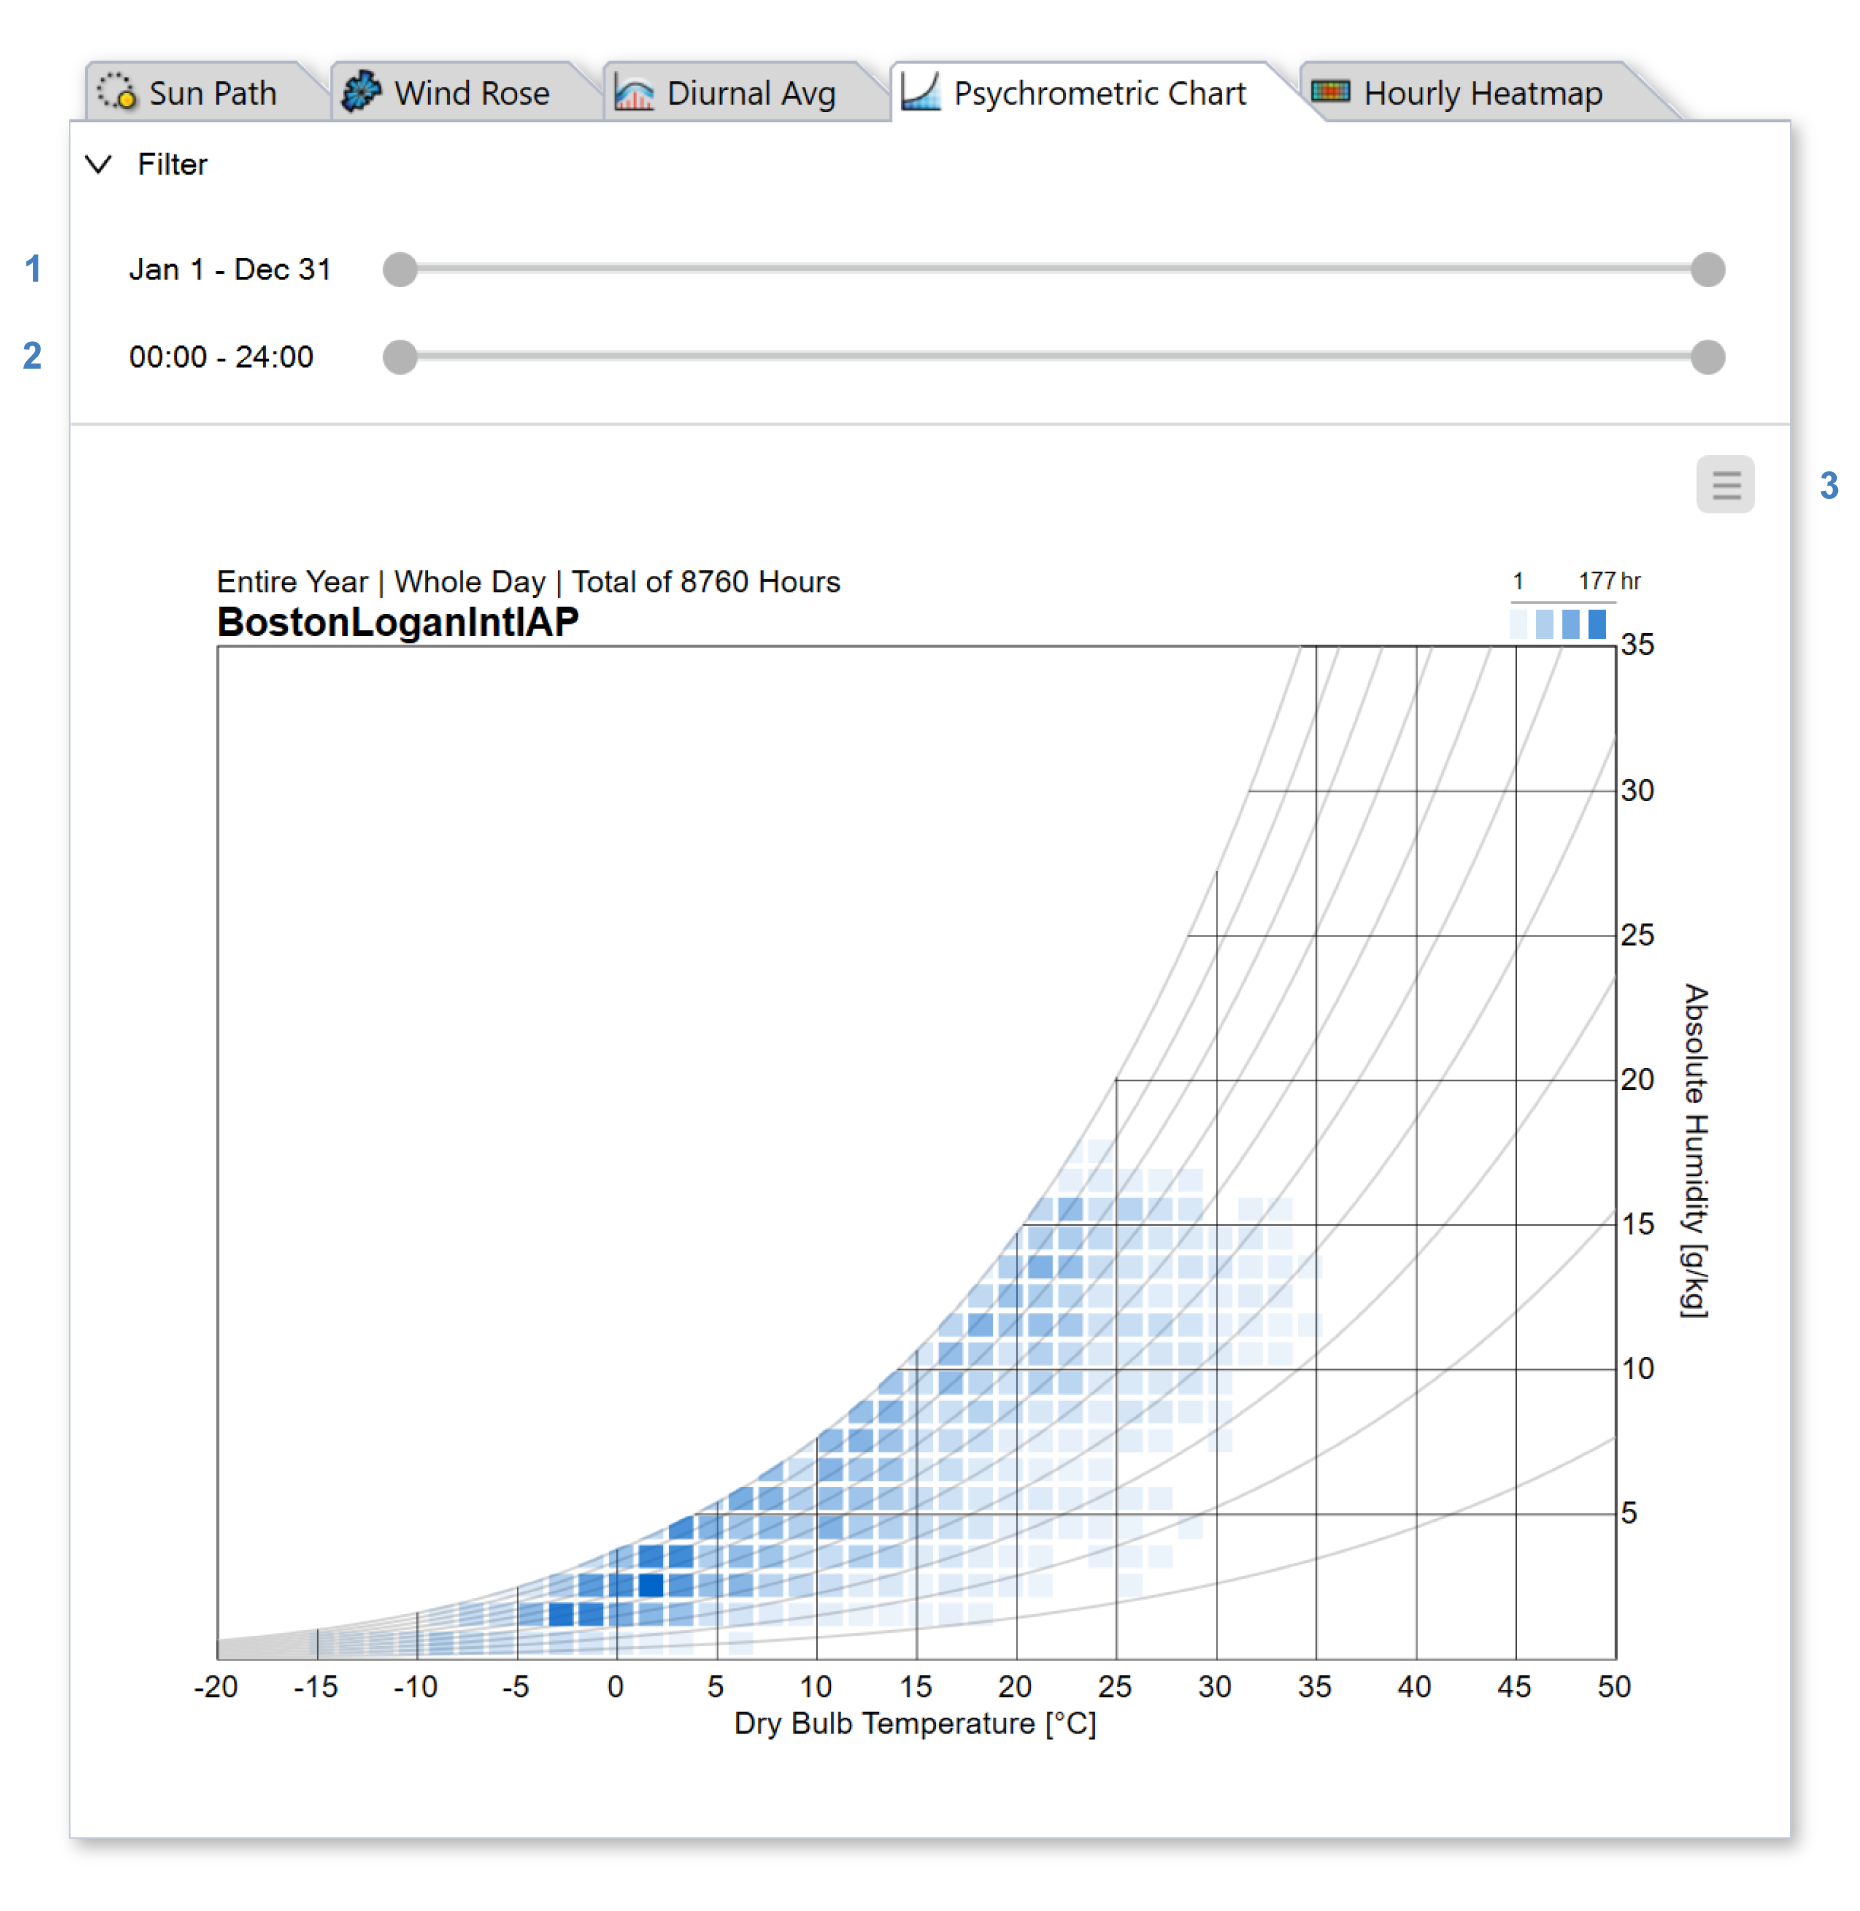 Sun Path Wind Rose Diurnal Avg Psychrometric Chart Hourly Heatmap
Filter
1 Jan 1 - Dec 31
2 00:00 - 24:00
3
Entire Year | Whole Day | Total of 8760 Hours
BostonLoganIntlAP
1 177 hr
35
30
25
20
15
10
5
Absolute Humidity [g/kg]
-20 -15 -10 -5 0 5 10 15 20 25 30 35 40 45 50
Dry Bulb Temperature [°C]